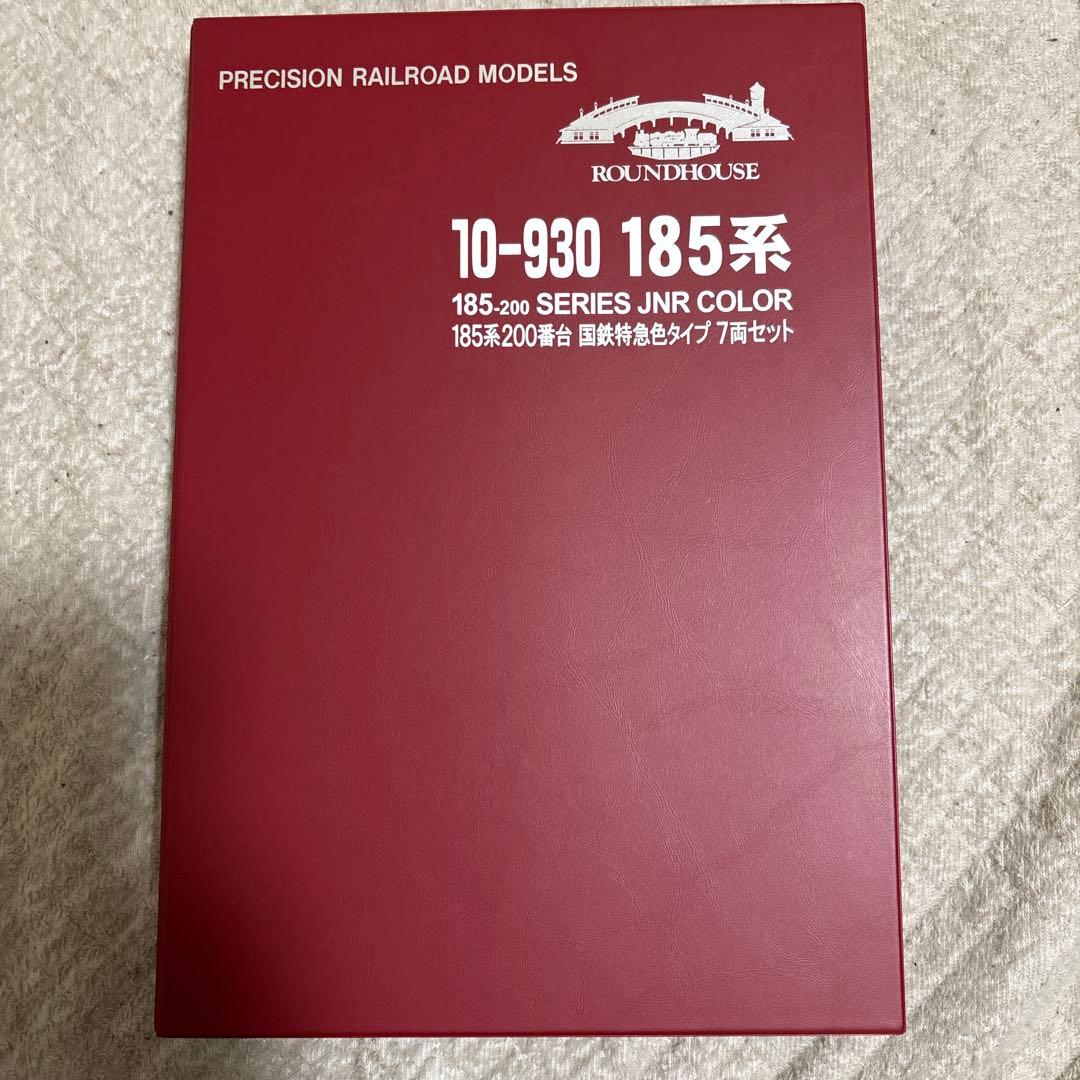 PRECISION RAILROAD MODELS
ROUNDHOUSE
10-930 185系
185-200 SERIES JNR COLOR
185系200番台 国鉄特急色タイプ 7両セット